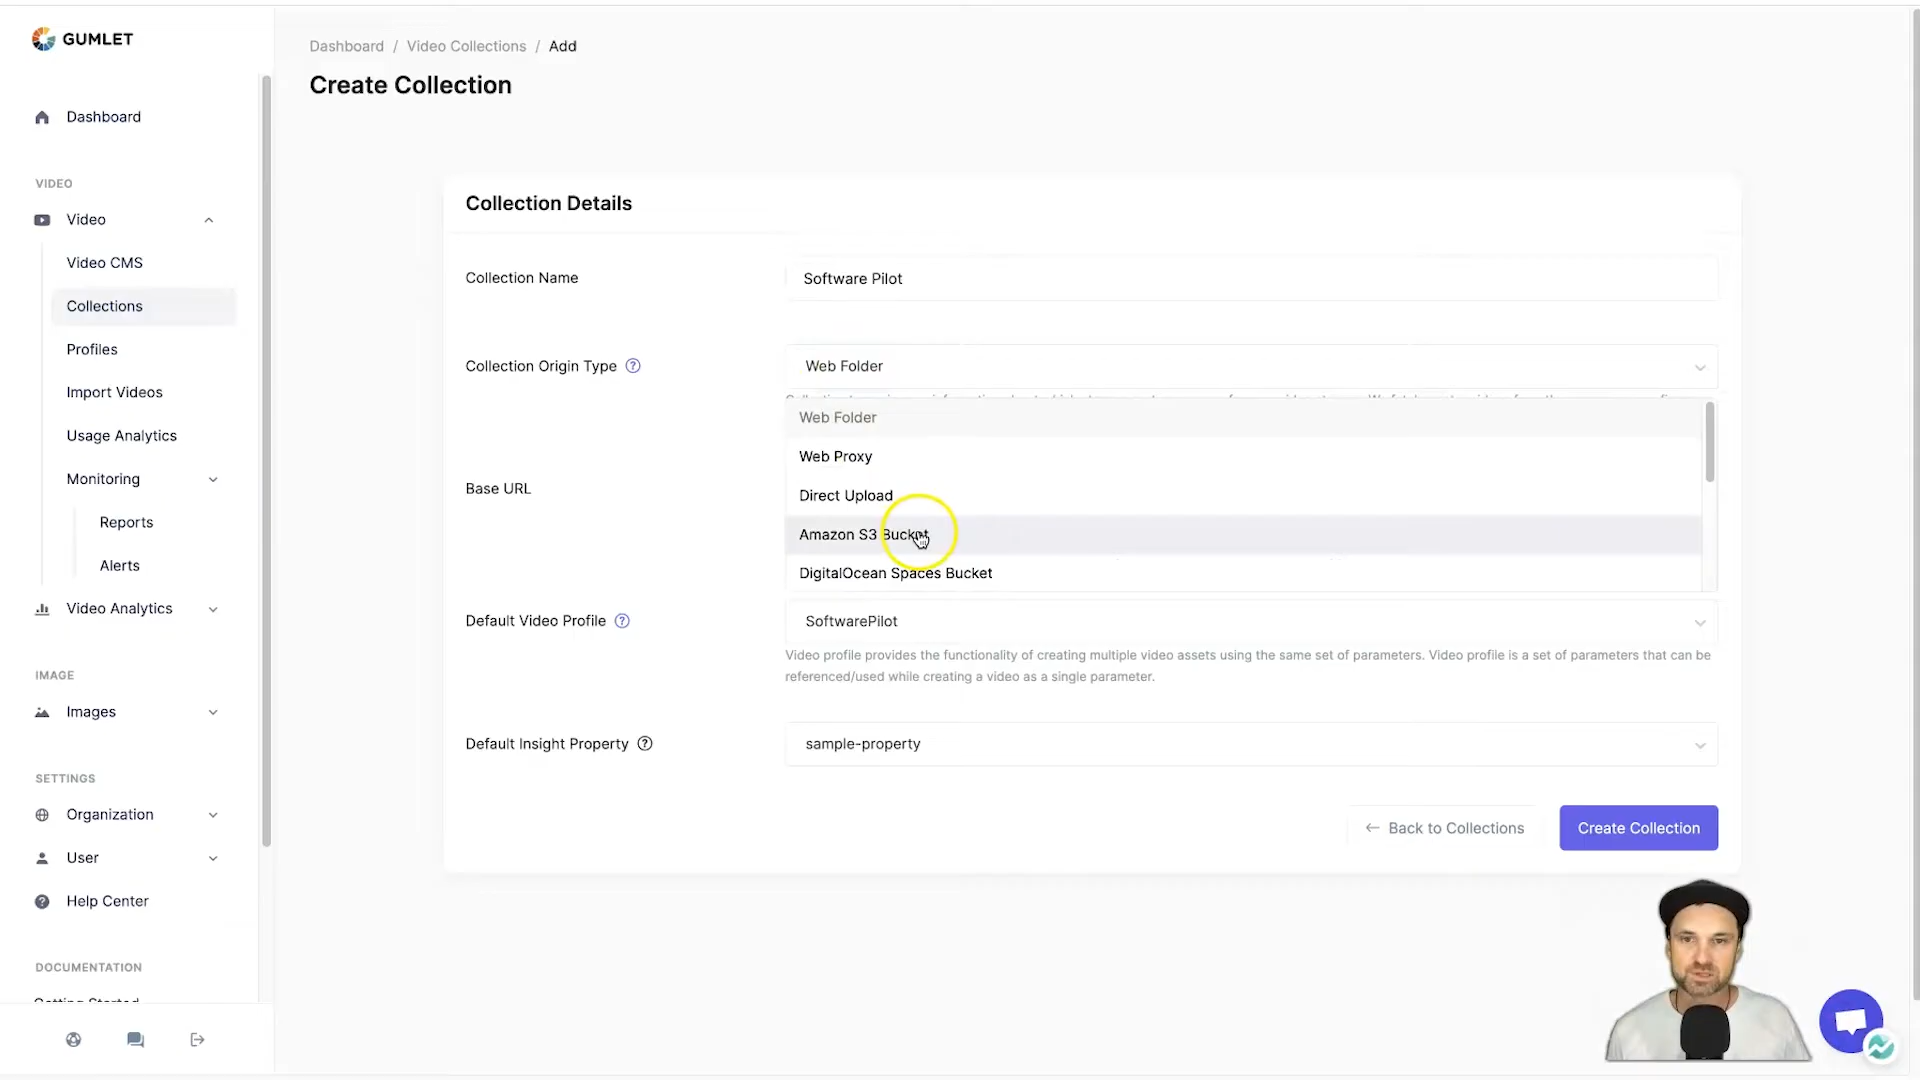 GUMLET
Dashboard / Video Collections / Add
Create Collection
Dashboard
VIDEO
Video
Video CMS
Collections
Profiles
Import Videos
Usage Analytics
Monitoring
Reports
Alerts
Video Analytics
IMAGE
Images
SETTINGS
Organization
User
Help Center
DOCUMENTATION
Getting Started
Collection Details
Collection Name
Software Pilot
Collection Origin Type ?
Web Folder
Web Folder
Web Proxy
Direct Upload
Amazon S3 Bucket
DigitalOcean Spaces Bucket
Base URL
Default Video Profile ?
SoftwarePilot
Video profile provides the functionality of creating multiple video assets using the same set of parameters. Video profile is a set of parameters that can be
referenced/used while creating a video as a single parameter.
Default Insight Property ?
sample-property
← Back to Collections
Create Collection